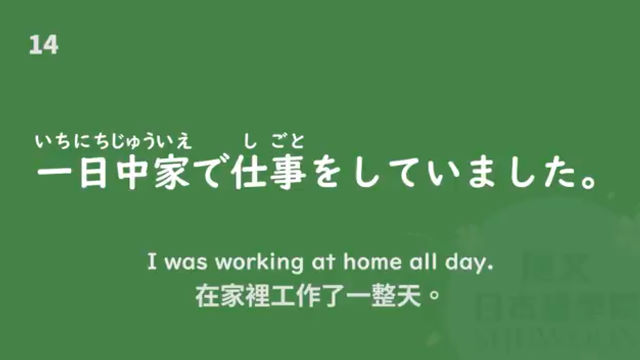 14
いちにちじゅういえ しごと
一日中家で仕事をしていました。
I was working at home all day.
在家裡工作了一整天。